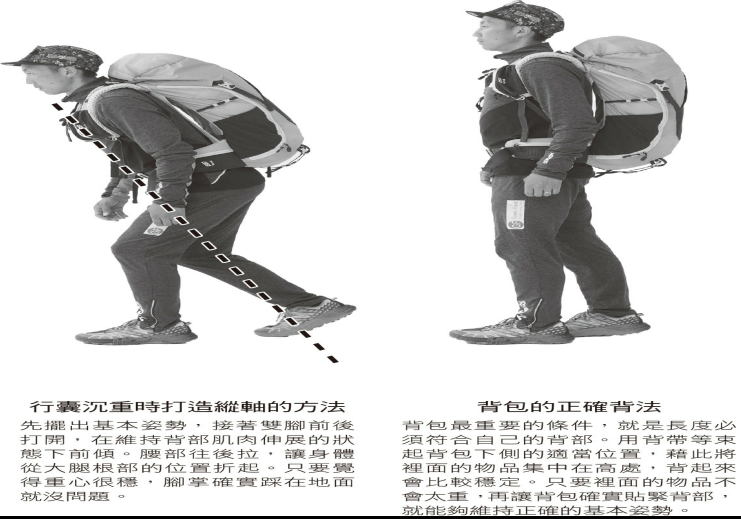 行囊沉重時打造縱軸的方法
先擺出基本姿勢，接著雙腳前後
打開，在維持背部肌肉伸展的狀
態下前傾。腰部往後拉，讓身體
從大腿根部的位置折起。只要覺
得重心很穩，腳掌確實踩在地面
就沒問題。
背包的正確背法
背包最重要的條件，就是長度必
須符合自己的背部。用背帶等束
起背包下側的適當位置，藉此將
裡面的物品集中在高處，背起來
會比較穩定。只要裡面的物品不
會太重，再讓背包確實貼緊背部，
就能夠維持正確的基本姿勢。